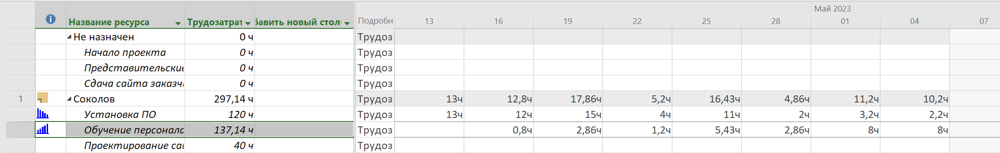 Май 2023
Название ресурса Трудозатрат бавить новый стол Подробн 13 16 19 22 25 28 01 04 07
Не назначен 0 ч Трудоз
Начало проекта 0 ч Трудоз
Представительские 0 ч Трудоз
Сдача сайта заказч 0 ч Трудоз
1 Соколов 297,14 ч Трудоз 13ч 12,8ч 17,86ч 5,2ч 16,43ч 4,86ч 11,2ч 10,2ч
Установка ПО 120 ч Трудоз 13ч 12ч 15ч 4ч 11ч 2ч 3,2ч 2,2ч
Обучение персонала 137,14 ч Трудоз 0,8ч 2,86ч 1,2ч 5,43ч 2,86ч 8ч 8ч
Проектирование сай 40 ч Трудоз